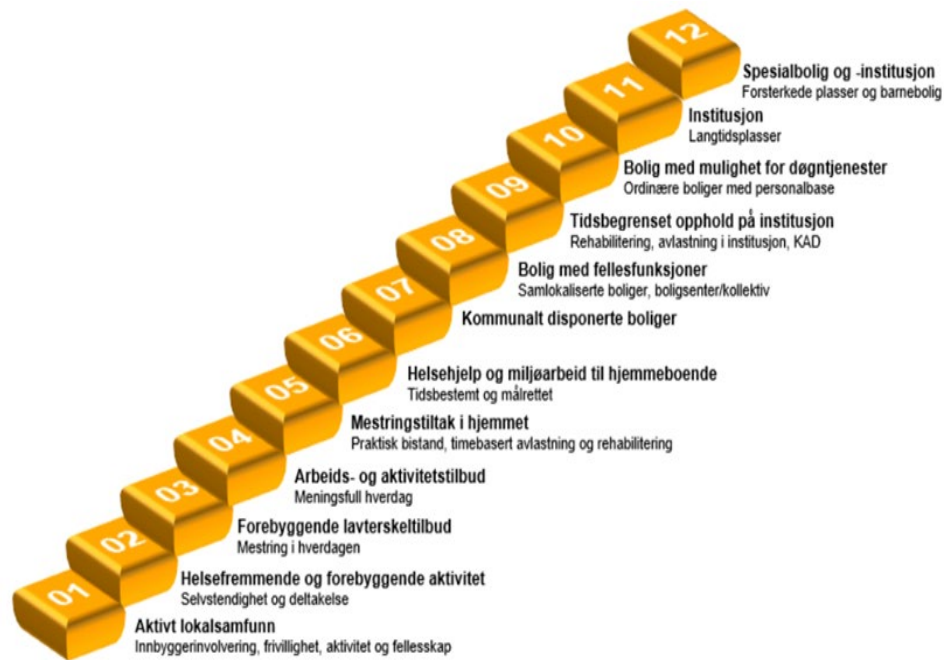 12
Spesialbolig og -institusjon
Forsterkede plasser og barnebolig
11
Institusjon
Langtidsplasser
10
Bolig med mulighet for døgntjenester
Ordinære boliger med personalbase
09
Tidsbegrenset opphold på institusjon
Rehabilitering, avlastning i institusjon, KAD
08
Bolig med fellesfunksjoner
Samlokaliserte boliger, boligsenter/kollektiv
07
Kommunalt disponerte boliger
06
Helsehjelp og miljøarbeid til hjemmeboende
Tidsbestemt og målrettet
05
Mestringstiltak i hjemmet
Praktisk bistand, timebasert avlastning og rehabilitering
04
Arbeids- og aktivitetstilbud
Meningsfull hverdag
03
Forebyggende lavterskeltilbud
Mestring i hverdagen
02
Helsefremmende og forebyggende aktivitet
Selvstendighet og deltakelse
01
Aktivt lokalsamfunn
Innbyggerinvolvering, frivillighet, aktivitet og fellesskap